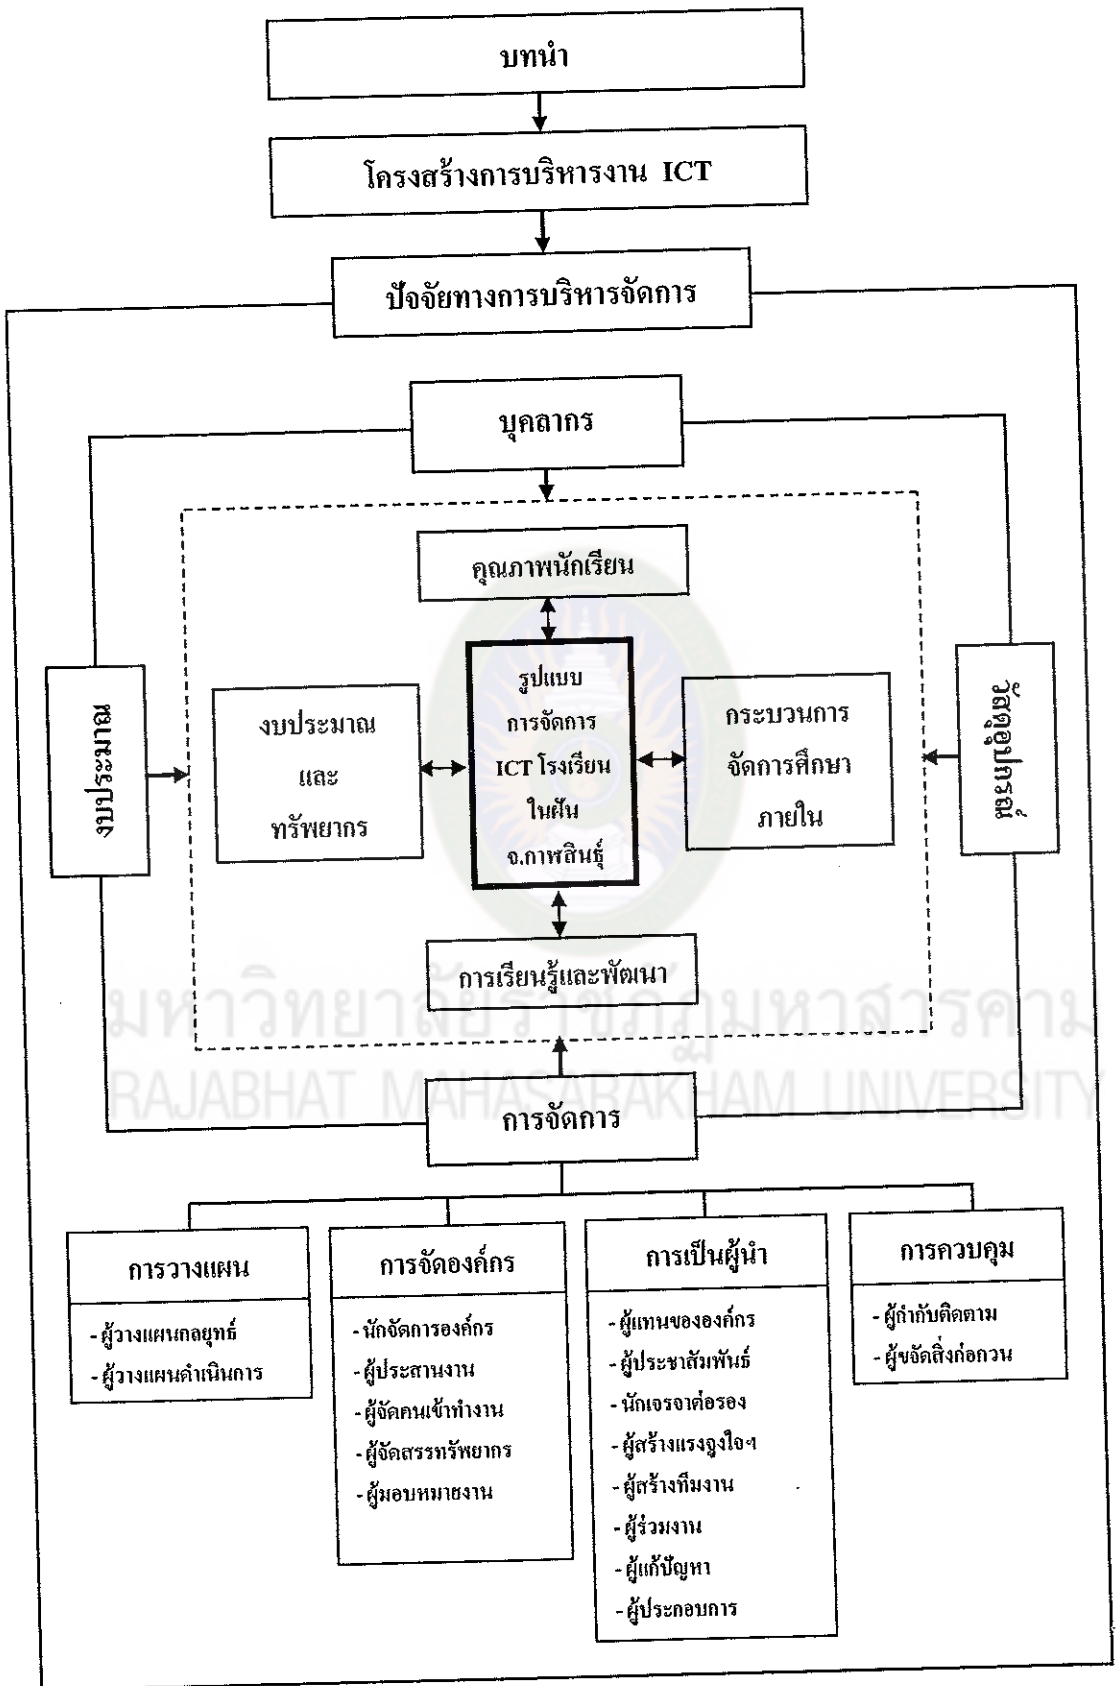 บทนำ
โครงสร้างการบริหารงาน ICT
ปัจจัยทางการบริหารจัดการ
บุคลากร
คุณภาพนักเรียน
งบประมาณ
งบประมาณ
และ
ทรัพยากร
รูปแบบ
การจัดการ
ICT โรงเรียน
ในฝัน
จ.กาฬสินธุ์
กระบวนการ
จัดการศึกษา
ภายใน
วัสดุอุปกรณ์
การเรียนรู้และพัฒนา
มหาวิทยาลัยราชภัฏมหาสารคาม
RAJABHAT MAHASARAKHAM UNIVERSITY
การจัดการ
การวางแผน
- ผู้วางแผนกลยุทธ์
- ผู้วางแผนดำเนินการ
การจัดองค์กร
- นักจัดการองค์กร
- ผู้ประสานงาน
- ผู้จัดคนเข้าทำงาน
- ผู้จัดสรรทรัพยากร
- ผู้มอบหมายงาน
การเป็นผู้นำ
- ผู้แทนขององค์กร
- ผู้ประชาสัมพันธ์
- นักเจรจาต่อรอง
- ผู้สร้างแรงจูงใจฯ
- ผู้สร้างทีมงาน
- ผู้ร่วมงาน
- ผู้แก้ปัญหา
- ผู้ประกอบการ
การควบคุม
- ผู้กำกับติดตาม
- ผู้ขจัดสิ่งก่อกวน